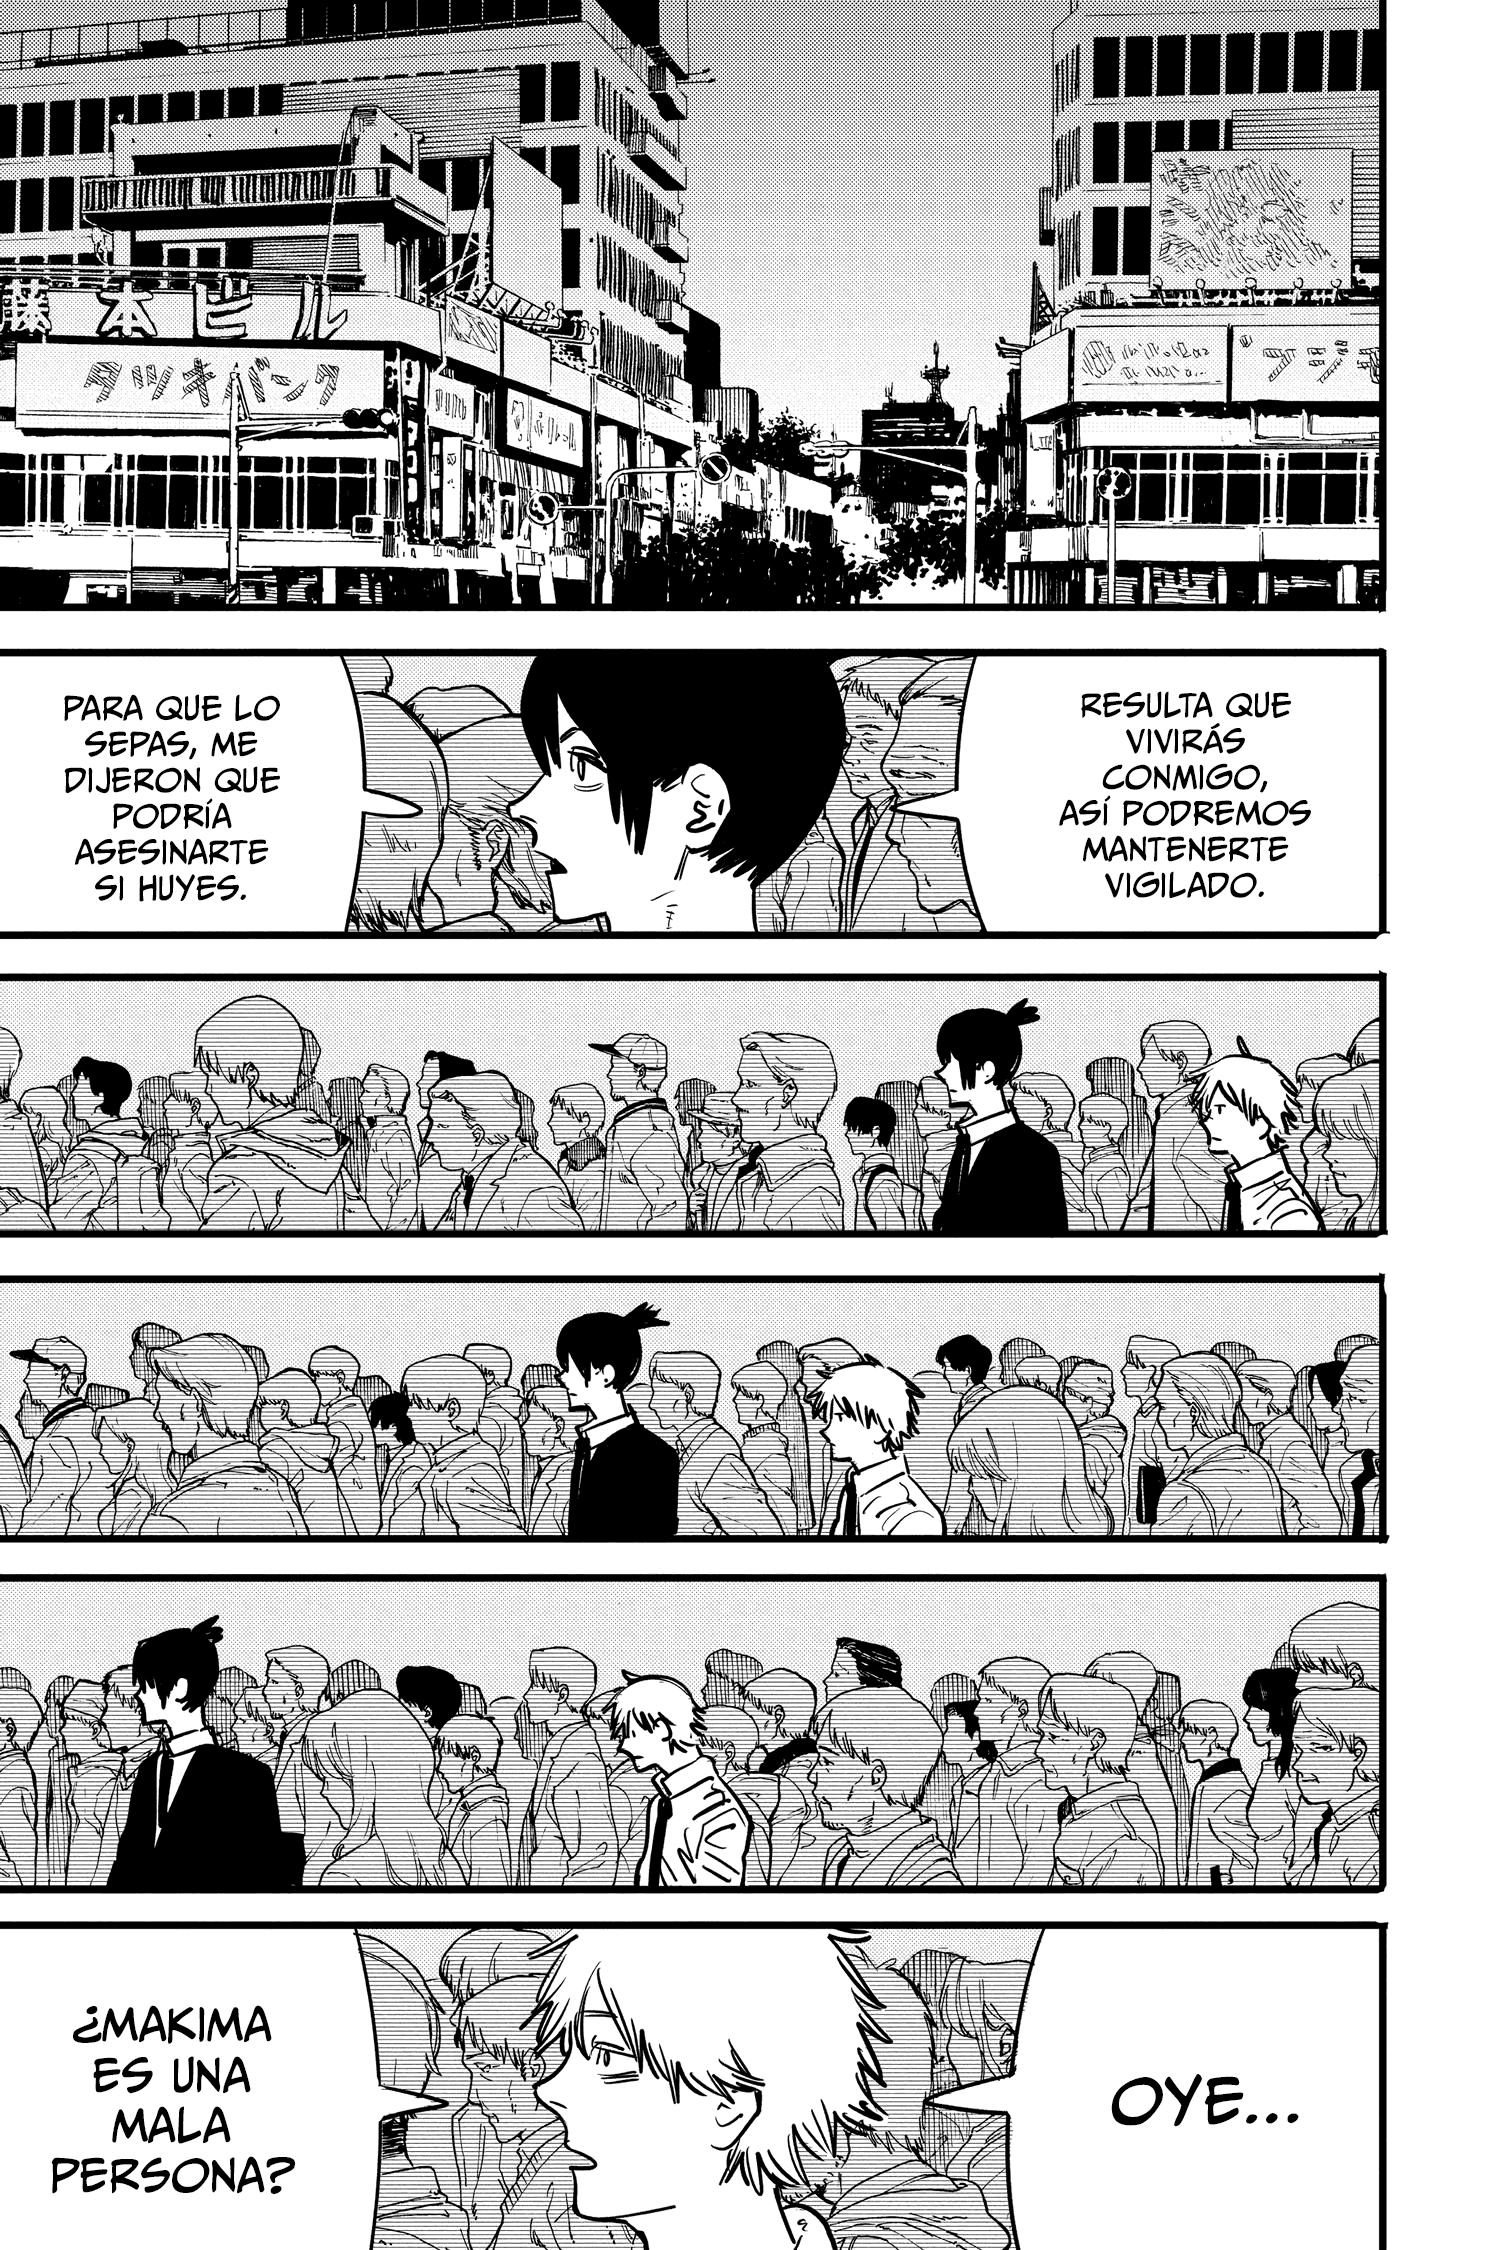 藤本ビル
タツキバンク
RESULTA QUE
VIVIRÁS
CONMIGO,
ASÍ PODREMOS
MANTENERTE
VIGILADO.
PARA QUE LO
SEPAS, ME
DIJERON QUE
PODRÍA
ASESINARTE
SI HUYES.
OYE...
¿MAKIMA
ES UNA
MALA
PERSONA?